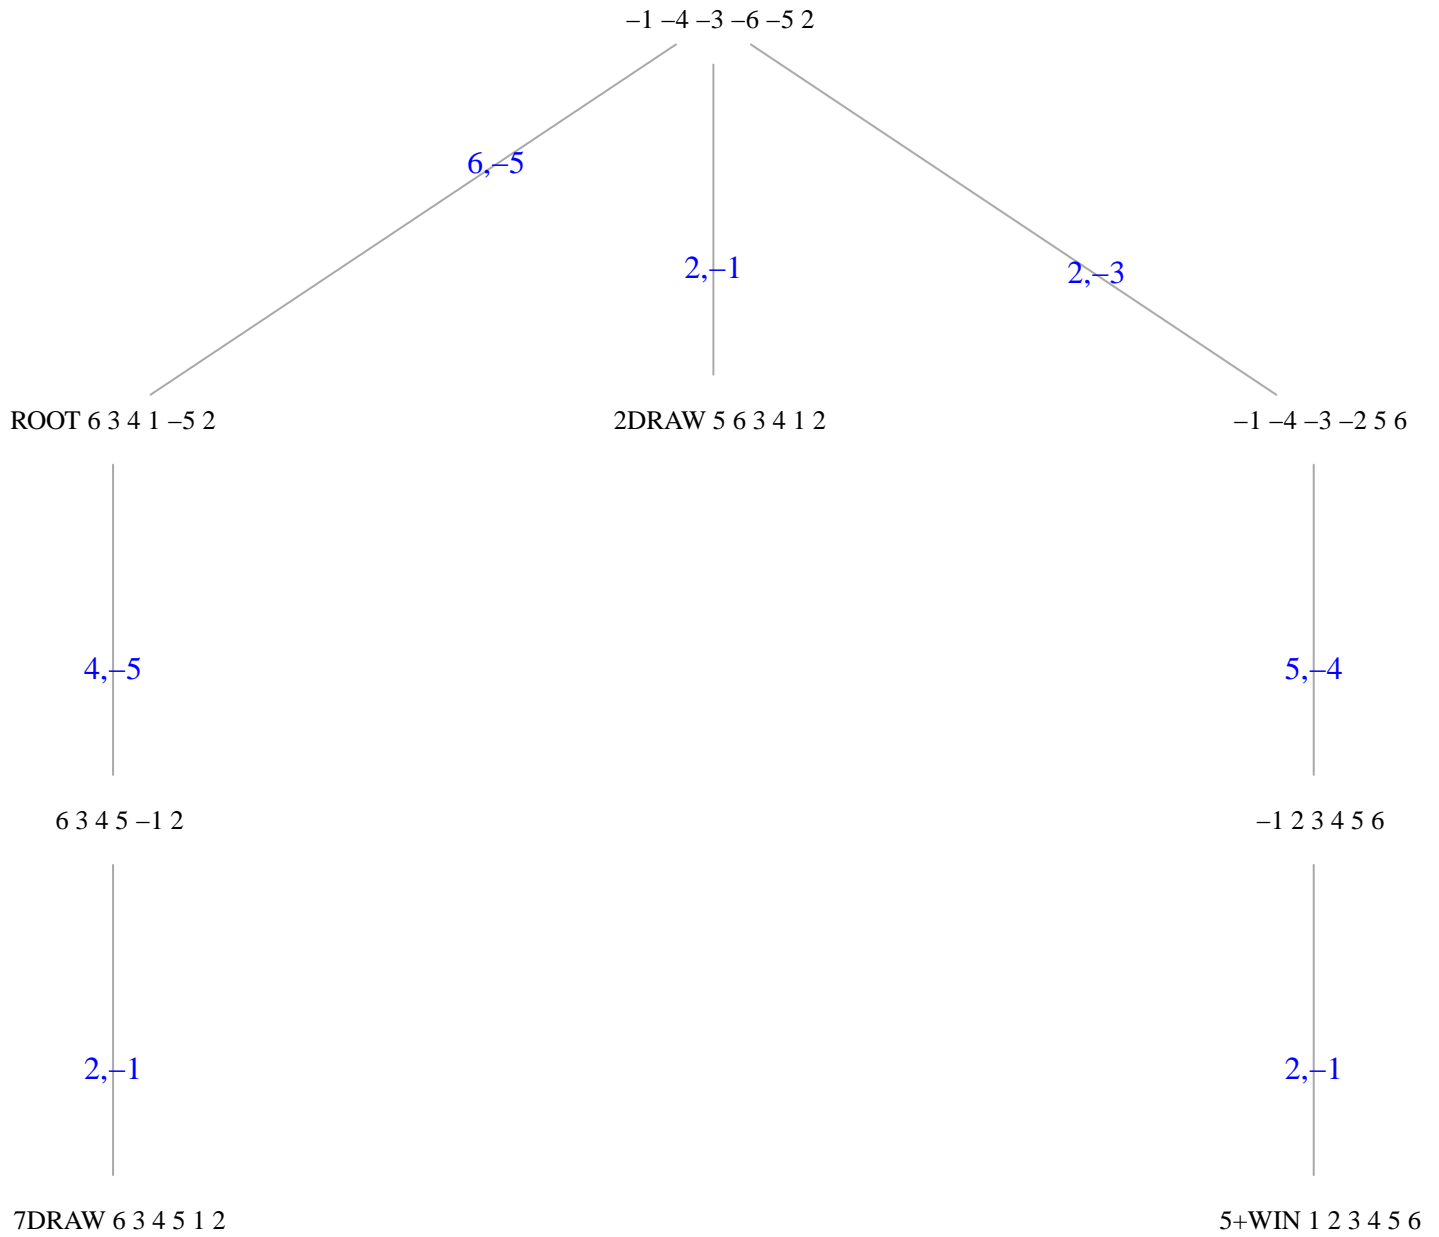 –1 –4 –3 –6 –5 2
6,–5
2,–1
2,–3
ROOT 6 3 4 1 –5 2
2DRAW 5 6 3 4 1 2
–1 –4 –3 –2 5 6
4,–5
5,–4
6 3 4 5 –1 2
–1 2 3 4 5 6
2,–1
2,–1
7DRAW 6 3 4 5 1 2
5+WIN 1 2 3 4 5 6